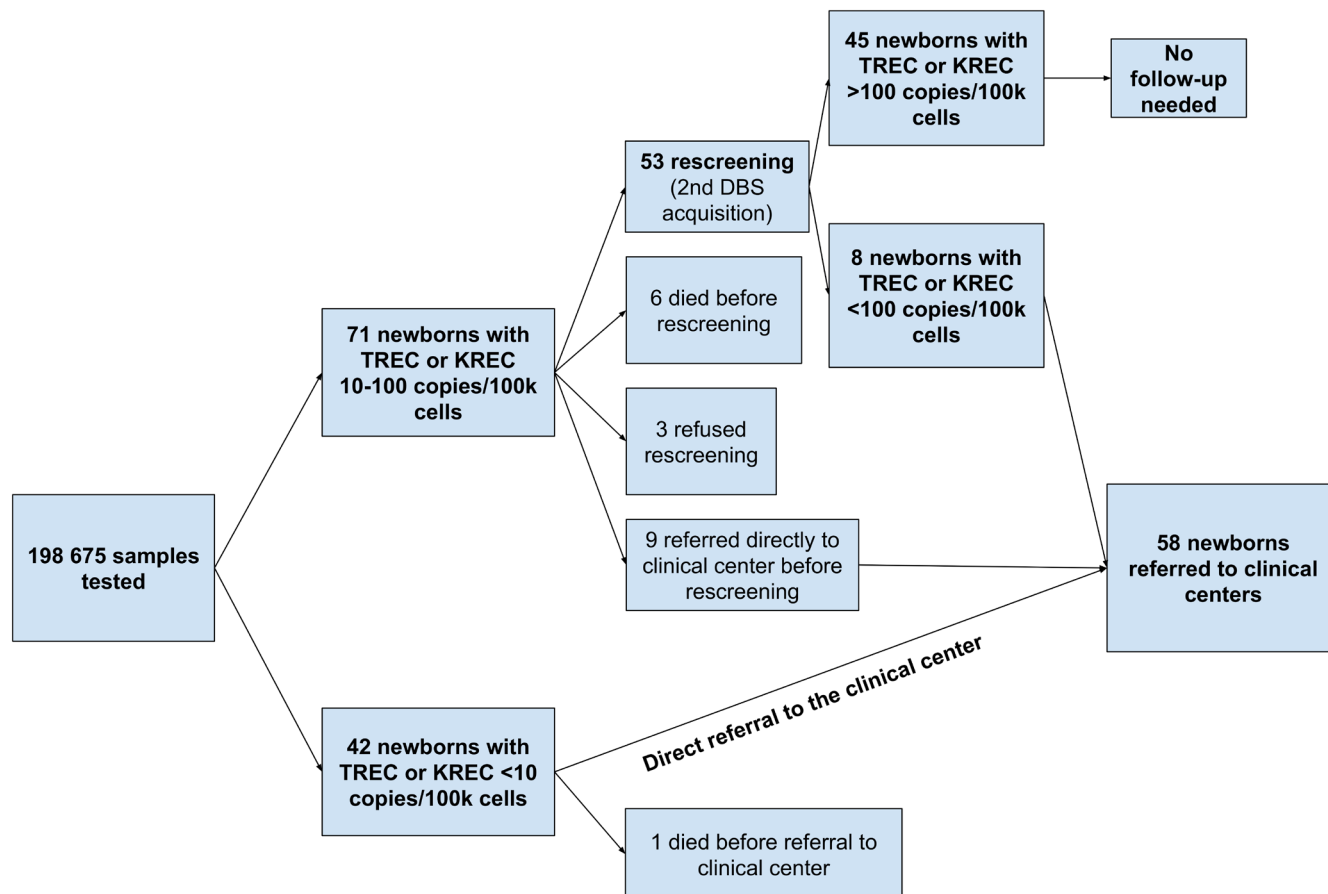 198 675 samples
tested
71 newborns with
TREC or KREC
10-100 copies/100k
cells
42 newborns with
TREC or KREC <10
copies/100k cells
53 rescreening
(2nd DBS
acquisition)
6 died before
rescreening
3 refused
rescreening
9 referred directly to
clinical center before
rescreening
Direct referral to the clinical center
1 died before referral to
clinical center
45 newborns with
TREC or KREC
>100 copies/100k
cells
8 newborns with
TREC or KREC
<100 copies/100k
cells
No
follow-up
needed
58 newborns
referred to clinical
centers